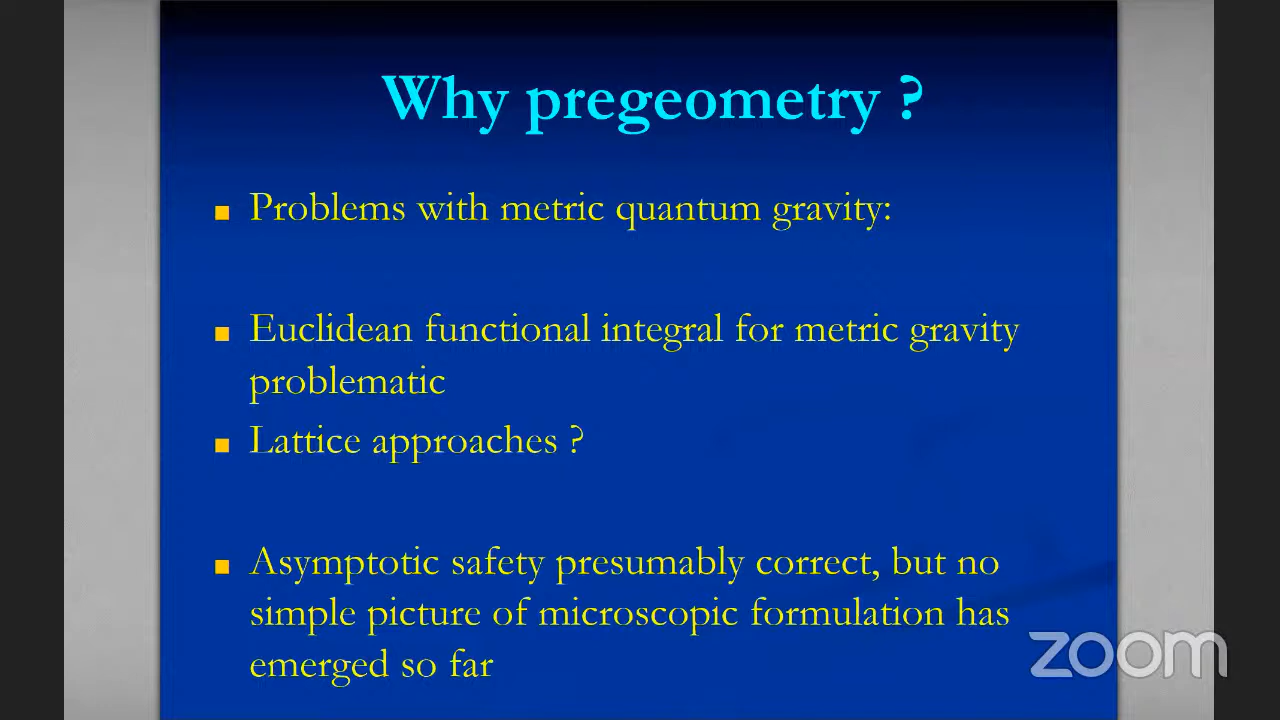 Why pregeometry ?
■ Problems with metric quantum gravity:
■ Euclidean functional integral for metric gravity
problematic
■ Lattice approaches ?
■ Asymptotic safety presumably correct, but no
simple picture of microscopic formulation has
emerged so far
zoom